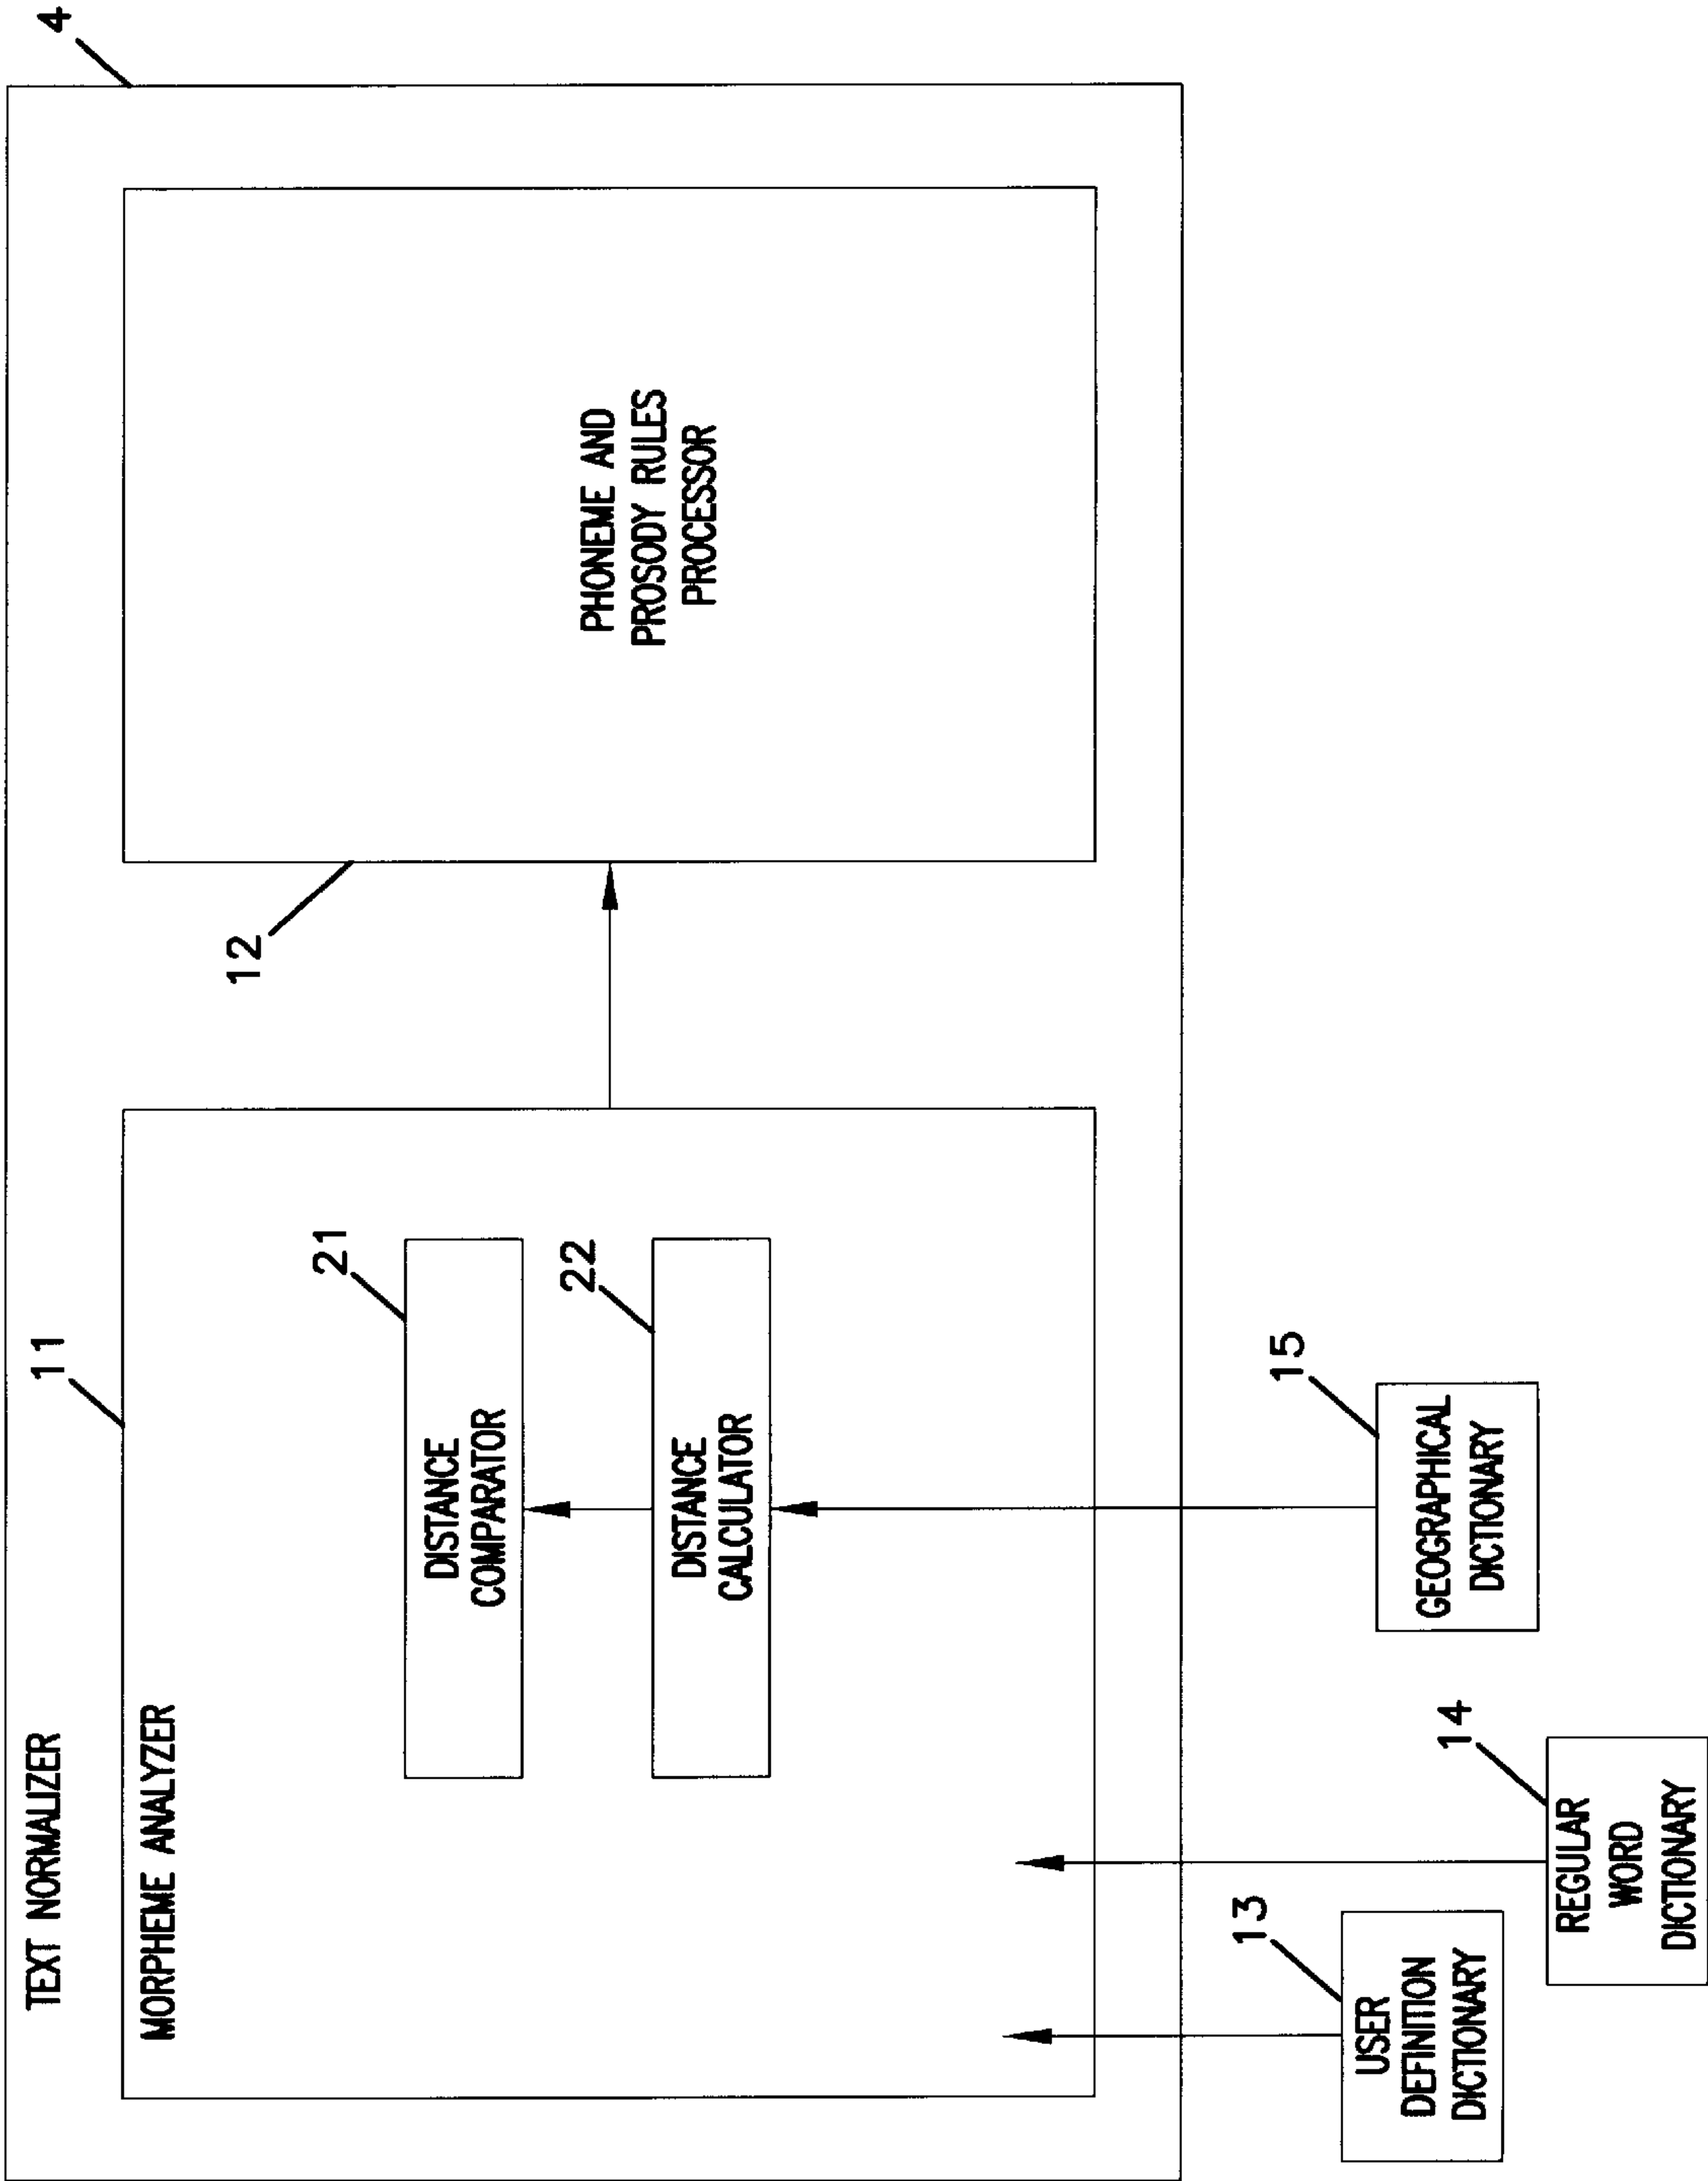 TEXT NORMALIZER
4
11
MORPHEME ANALYZER
21
DISTANCE
COMPARATOR
22
DISTANCE
CALCULATOR
12
PHONEME AND
PROSODY RULES
PROCESSOR
13
USER
DEFINITION
DICTIONARY
14
REGULAR
WORD
DICTIONARY
15
GEOGRAPHICAL
DICTIONARY